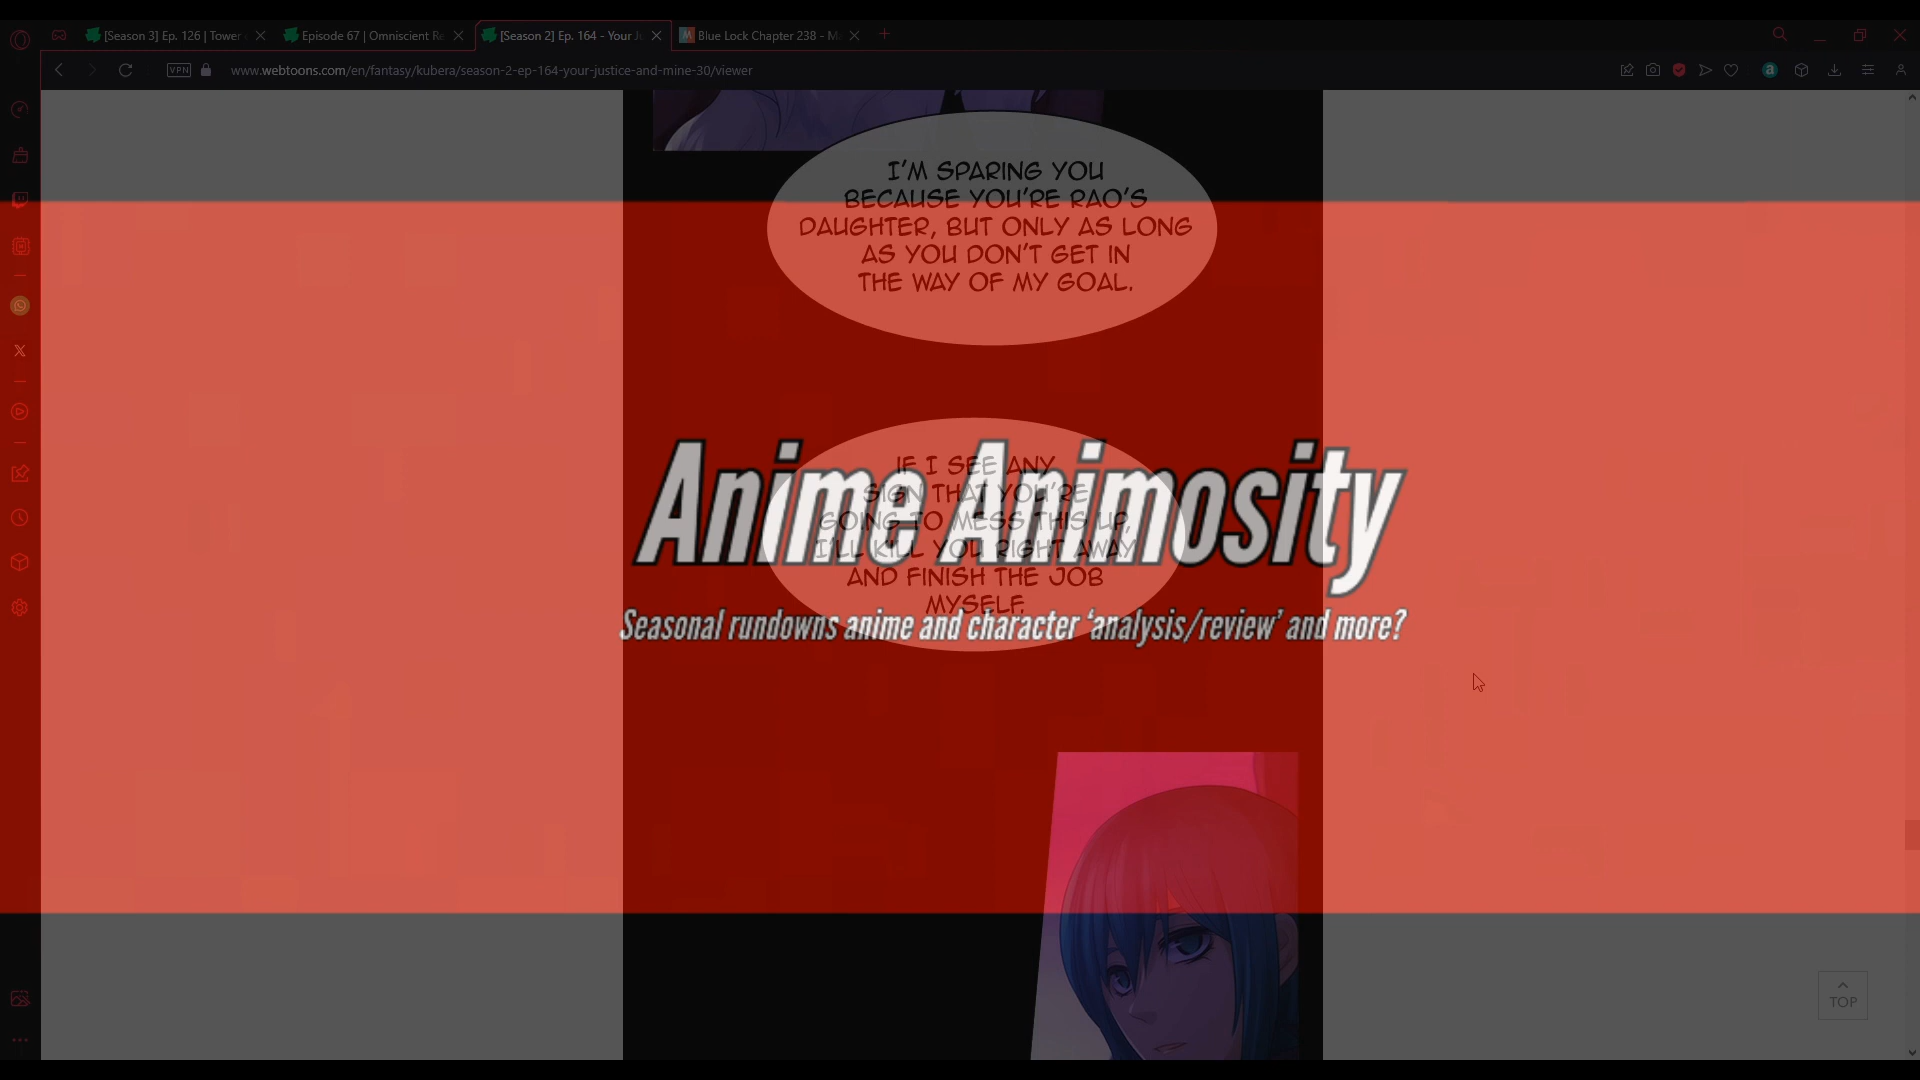 [Season 3] Ep. 126 | Tower
Episode 67 | Omniscient Re
[Season 2] Ep. 164 - Your Ju
Blue Lock Chapter 238 - M
VPN
www.webtoons.com/en/fantasy/kubera/season-2-ep-164-your-justice-and-mine-30/viewer
I'M SPARING YOU
BECAUSE YOU'RE RAO'S
DAUGHTER, BUT ONLY AS LONG
AS YOU DON'T GET IN
THE WAY OF MY GOAL.
Anime Animosity
IF I SEE ANY
SIGN THAT YOU'RE
GOING TO MESS THIS UP,
I'LL KILL YOU RIGHT AWAY
AND FINISH THE JOB
MYSELF.
Seasonal rundowns anime and character 'analysis/review' and more?
TOP